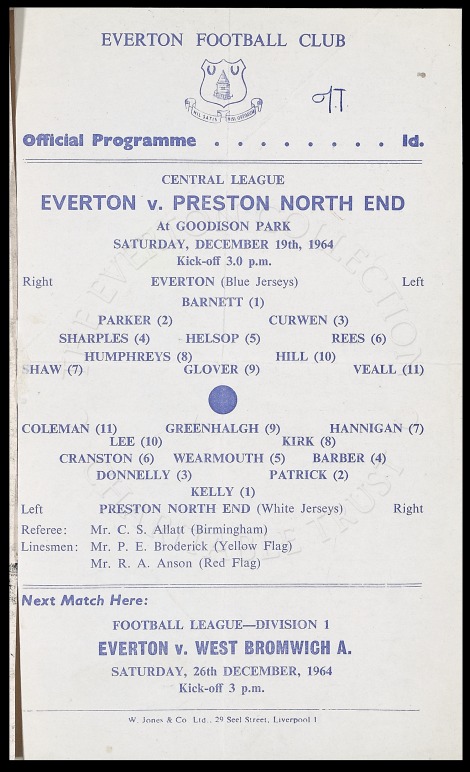 EVERTON FOOTBALL CLUB
NIL SATIS NISI OPTIMUM
Official Programme . . . . . . . . 1d.
CENTRAL LEAGUE
EVERTON v. PRESTON NORTH END
At GOODISON PARK
SATURDAY, DECEMBER 19th, 1964
Kick-off 3.0 p.m.
Right EVERTON (Blue Jerseys) Left
BARNETT (1)
PARKER (2) CURWEN (3)
SHARPLES (4) HELSOP (5) REES (6)
HUMPHREYS (8) HILL (10)
SHAW (7) GLOVER (9) VEALL (11)
COLEMAN (11) GREENHALGH (9) HANNIGAN (7)
LEE (10) KIRK (8)
CRANSTON (6) WEARMOUTH (5) BARBER (4)
DONNELLY (3) PATRICK (2)
KELLY (1)
Left PRESTON NORTH END (White Jerseys) Right
Referee: Mr. C. S. Allatt (Birmingham)
Linesmen: Mr. P. E. Broderick (Yellow Flag)
Mr. R. A. Anson (Red Flag)
Next Match Here:
FOOTBALL LEAGUE—DIVISION 1
EVERTON v. WEST BROMWICH A.
SATURDAY, 26th DECEMBER, 1964
Kick-off 3 p.m.
W. Jones & Co. Ltd., 29 Seel Street, Liverpool 1